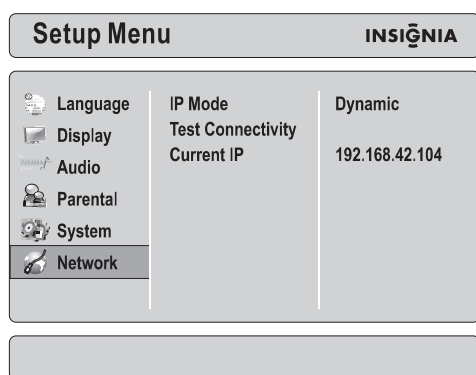 Setup Menu
INSIGNIA
Language
Display
Audio
Parental
System
Network
IP Mode
Test Connectivity
Current IP
Dynamic
192.168.42.104